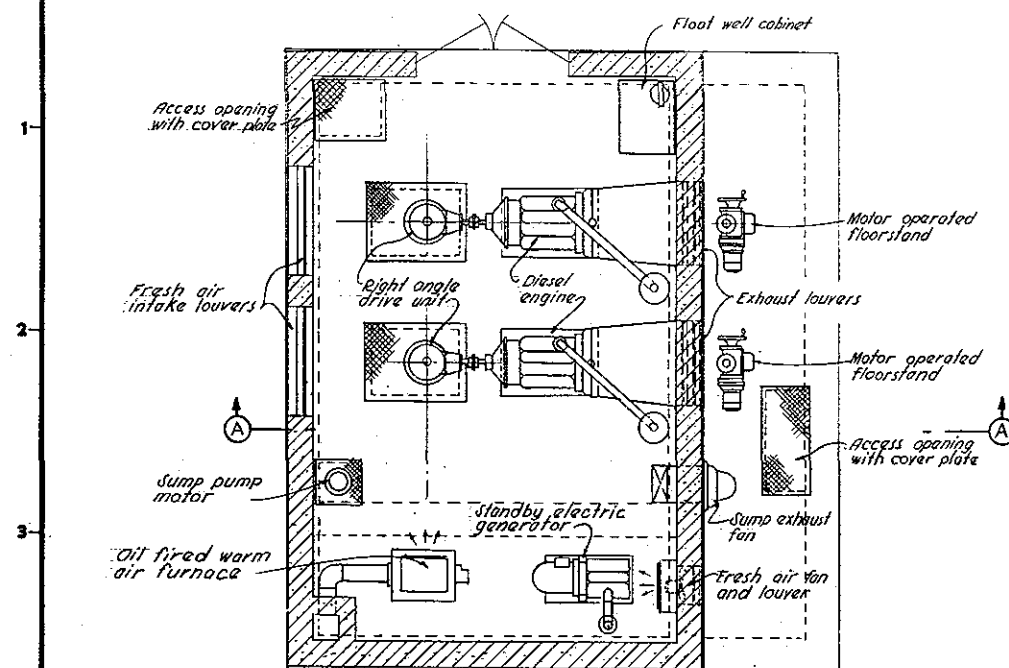 Float well cabinet
Access opening
with cover plate
1
Motor operated
floorstand
Fresh air
intake louvers
Right angle
drive unit
Diesel
engine
Exhaust louvers
2
Motor operated
floorstand
A
A
Access opening
with cover plate
Sump pump
motor
Standby electric
generator
Sump exhaust
fan
3
Oil fired warm
air furnace
Fresh air fan
and louver